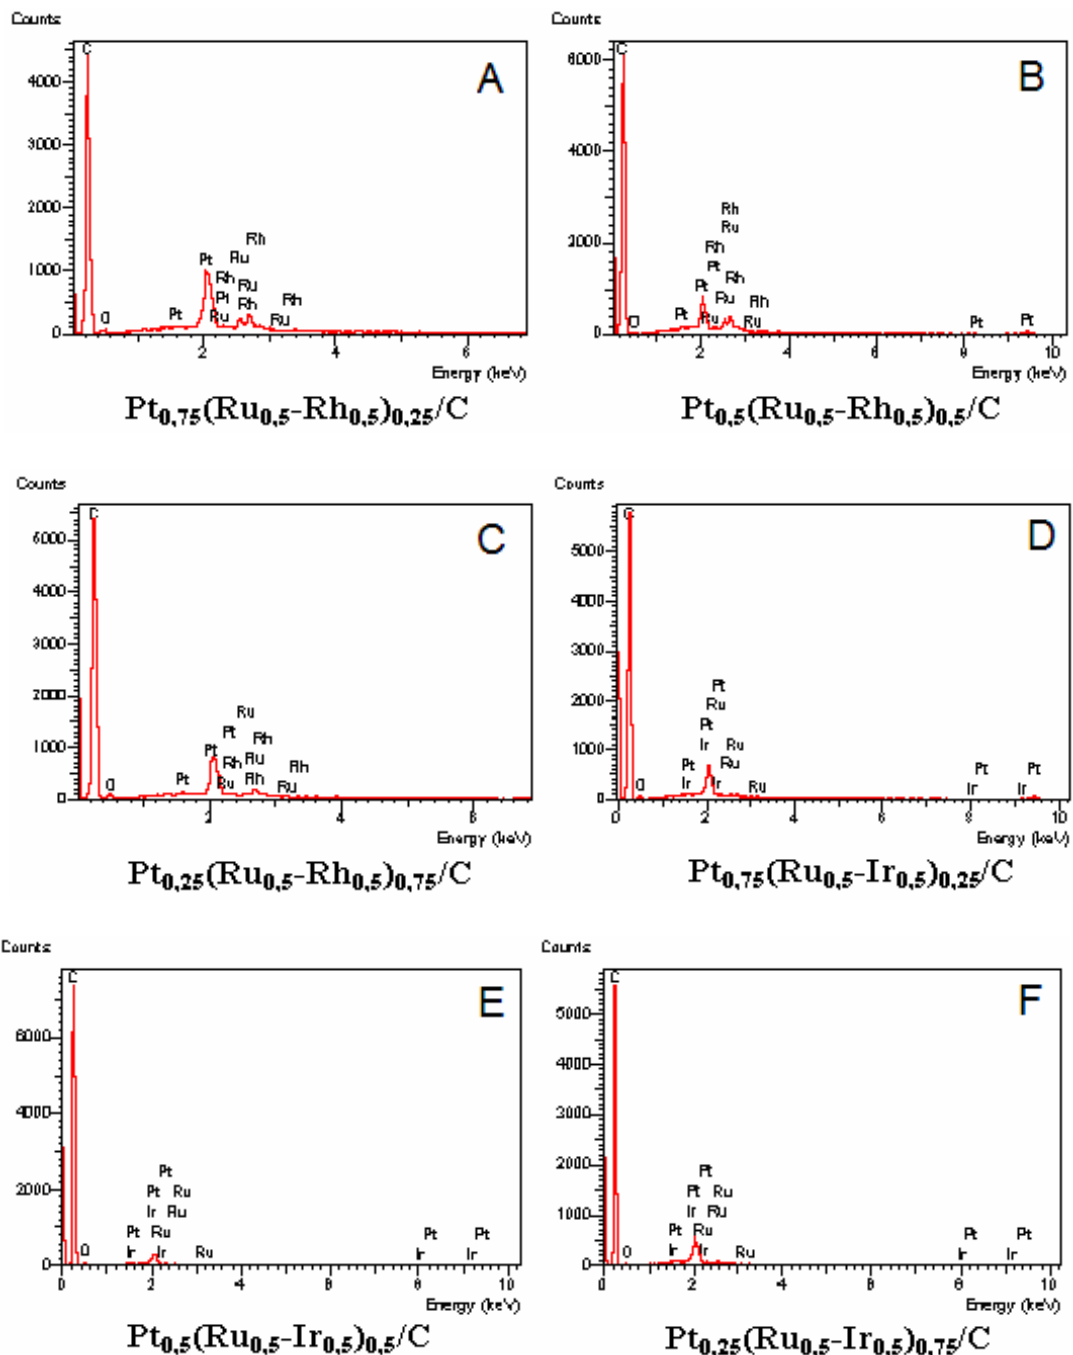 Counts
C
A
4000
3000
2000
1000
0
O
Pt
Pt
Rh
Pt
Ru
Ru
Rh
Ru
Rh
Ru
Rh
2
4
6
Energy (keV)
Pt0,75(Ru0,5-Rh0,5)0,25/C
Counts
C
B
6000
4000
2000
0
O
Pt
Rh
Pt
Pt
Ru
Rh
Ru
Ru
Rh
Rh
Ru
Pt
Pt
2
4
6
8
10
Energy (keV)
Pt0,5(Ru0,5-Rh0,5)0,5/C
Counts
C
C
6000
5000
4000
3000
2000
1000
0
O
Pt
Pt
Pt
Rh
Ru
Ru
Rh
Ru
Rh
Ru
Rh
2
4
6
Energy (keV)
Pt0,25(Ru0,5-Rh0,5)0,75/C
Counts
C
D
5000
4000
3000
2000
1000
0
O
Pt
Ir
Pt
Ru
Pt
Ir
Ir
Ru
Ru
Ru
Pt
Ir
Pt
Ir
0
2
4
6
8
10
Energy (keV)
Pt0,75(Ru0,5-Ir0,5)0,25/C
Counts
C
E
6000
4000
2000
0
O
Pt
Ir
Pt
Pt
Ir
Ru
Ir
Ru
Ru
Ru
Pt
Ir
Pt
Ir
0
2
4
6
8
10
Energy (keV)
Pt0,5(Ru0,5-Ir0,5)0,5/C
Counts
C
F
5000
4000
3000
2000
1000
0
O
Pt
Ir
Pt
Pt
Ir
Ru
Ir
Ru
Ru
Ru
Pt
Ir
Pt
Ir
0
2
4
6
8
10
Energy (keV)
Pt0,25(Ru0,5-Ir0,5)0,75/C